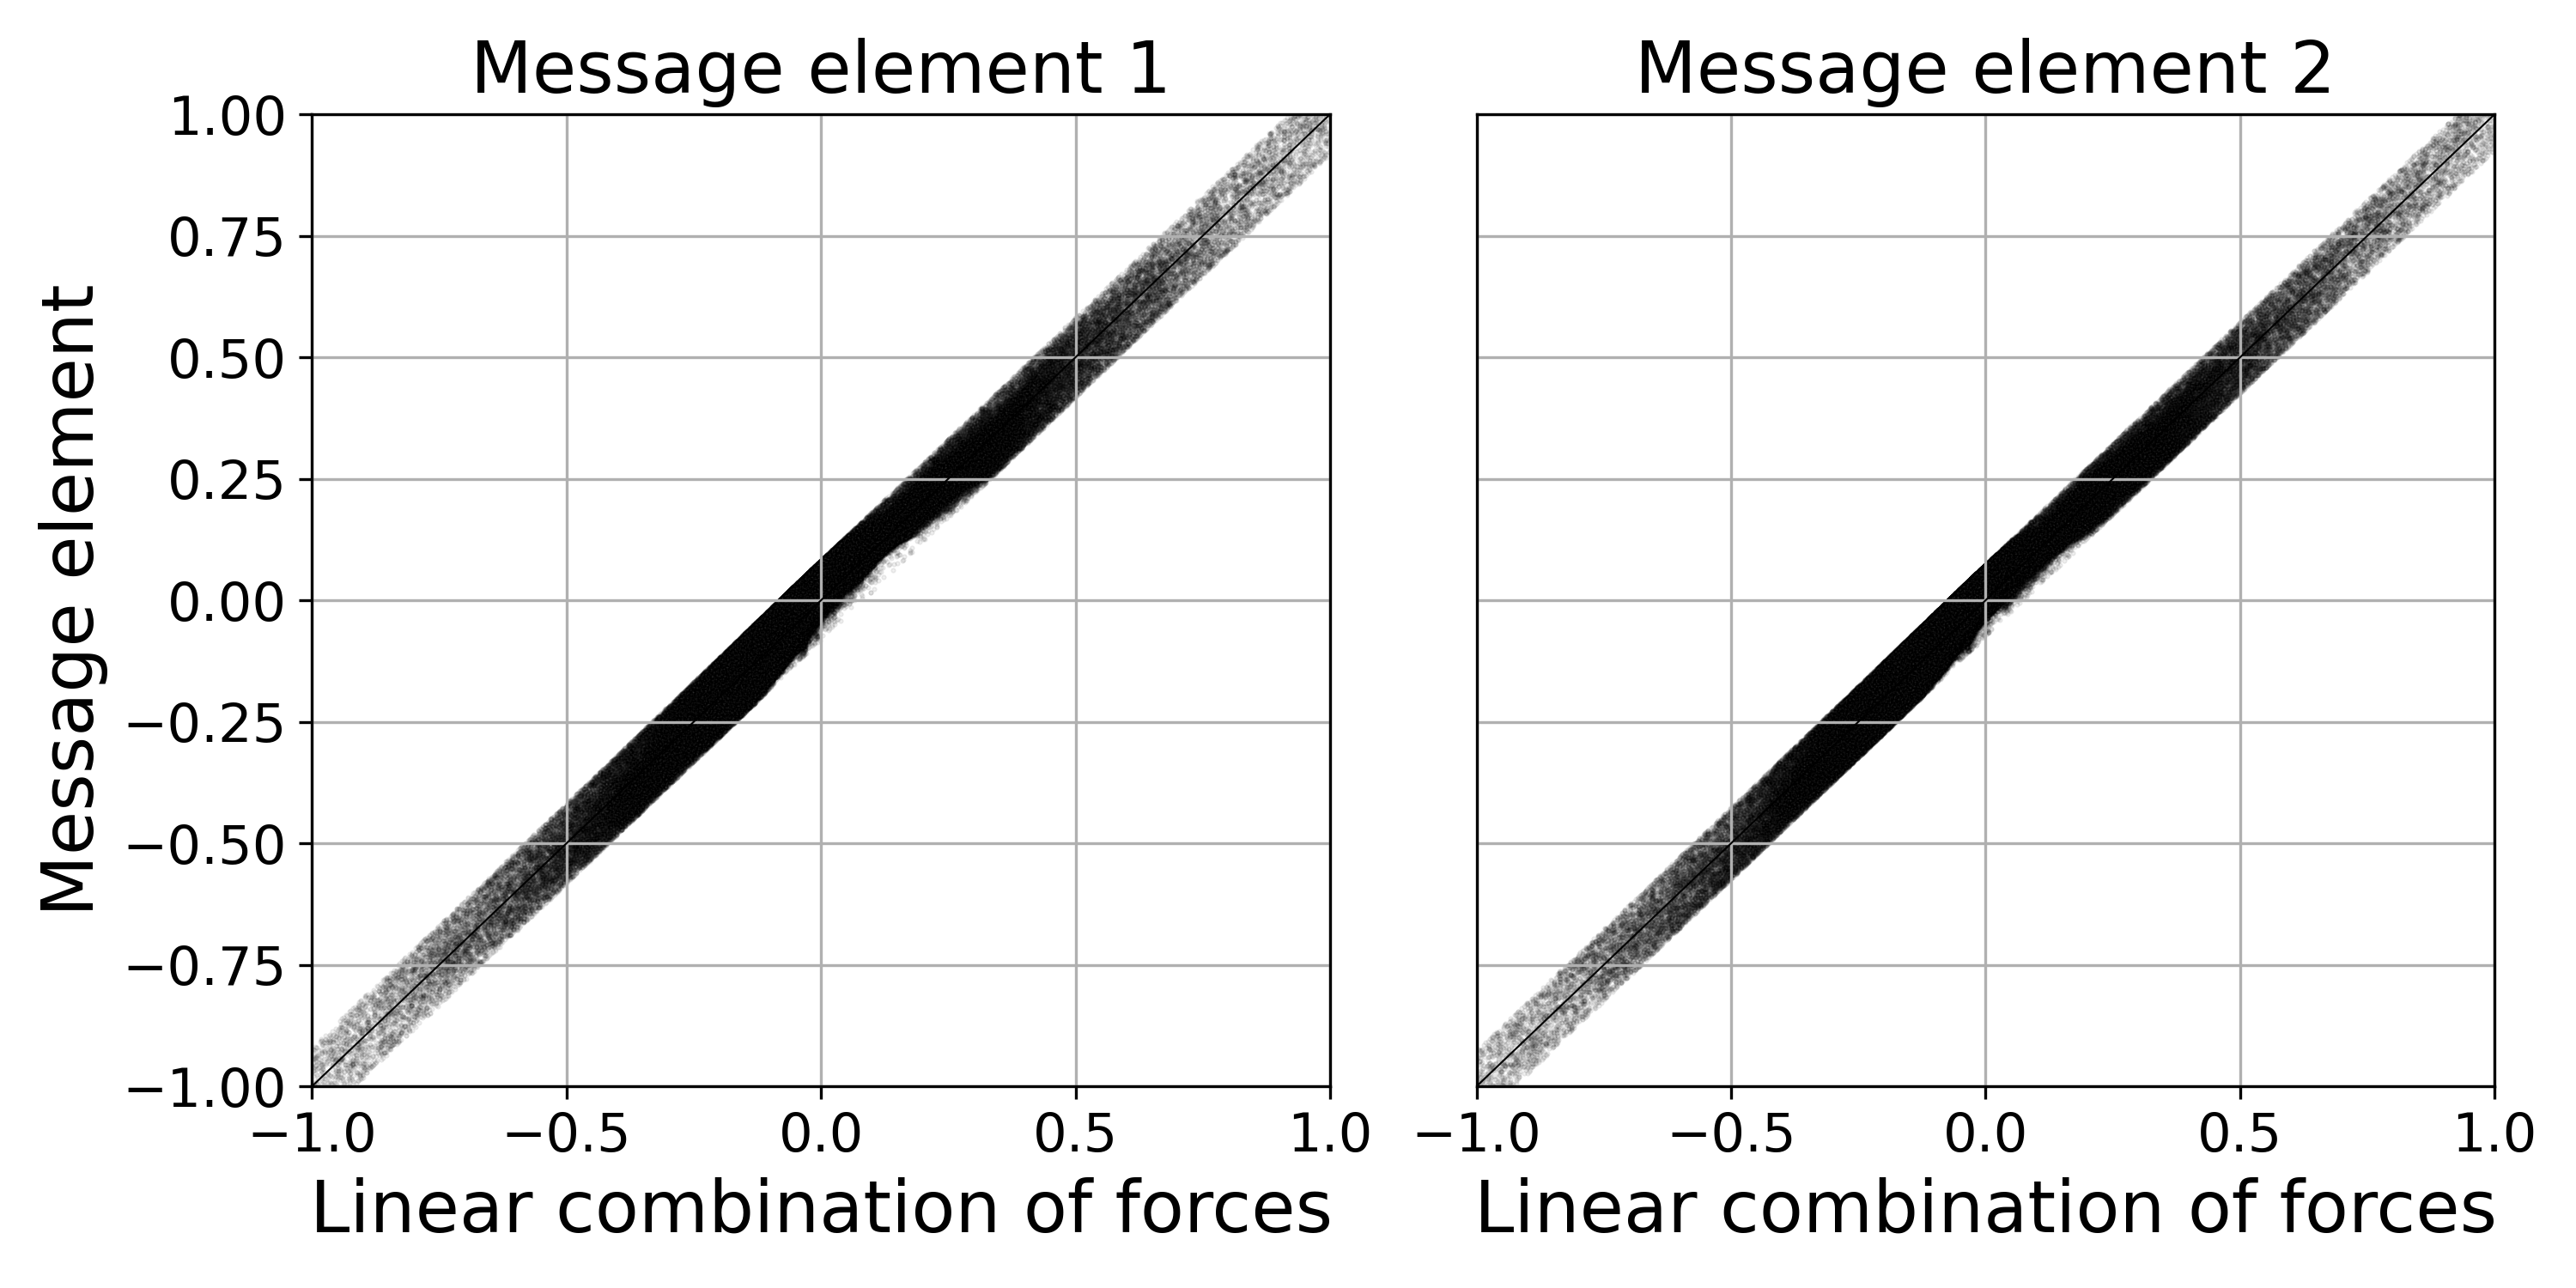 Message element 1
Message element 2
Message element
1.00
0.75
0.50
0.25
0.00
−0.25
−0.50
−0.75
−1.00
−1.0 −0.5 0.0 0.5 1.0
−1.0 −0.5 0.0 0.5 1.0
Linear combination of forces
Linear combination of forces